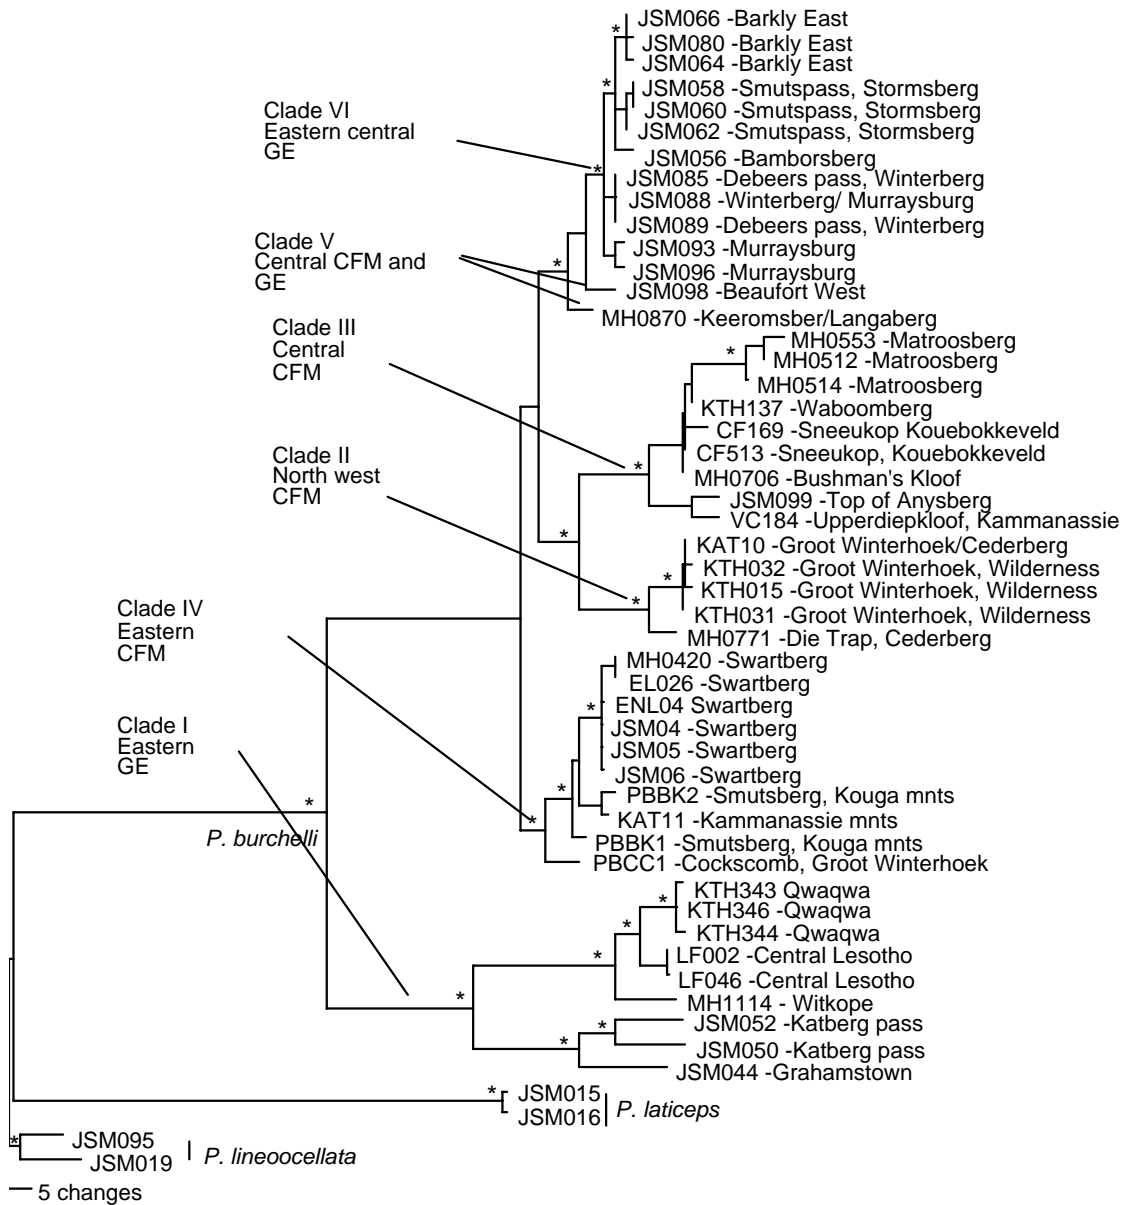 JSM066 -Barkly East
JSM080 -Barkly East
JSM064 -Barkly East
JSM058 -Smutspass, Stormsberg
JSM060 -Smutspass, Stormsberg
JSM062 -Smutspass, Stormsberg
JSM056 -Bamborsberg
JSM085 -Debeers pass, Winterberg
JSM088 -Winterberg/ Murraysburg
JSM089 -Debeers pass, Winterberg
JSM093 -Murraysburg
JSM096 -Murraysburg
JSM098 -Beaufort West
MH0870 -Keeromsber/Langaberg
MH0553 -Matroosberg
MH0512 -Matroosberg
MH0514 -Matroosberg
KTH137 -Waboomberg
CF169 -Sneeukop Kouebokkeveld
CF513 -Sneeukop, Kouebokkeveld
MH0706 -Bushman's Kloof
JSM099 -Top of Anysberg
VC184 -Upperdiepkloof, Kammanassie
KAT10 -Groot Winterhoek/Cederberg
KTH032 -Groot Winterhoek, Wilderness
KTH015 -Groot Winterhoek, Wilderness
KTH031 -Groot Winterhoek, Wilderness
MH0771 -Die Trap, Cederberg
MH0420 -Swartberg
EL026 -Swartberg
ENL04 Swartberg
JSM04 -Swartberg
JSM05 -Swartberg
JSM06 -Swartberg
PBBK2 -Smutsberg, Kouga mnts
KAT11 -Kammanassie mnts
PBBK1 -Smutsberg, Kouga mnts
PBCC1 -Cockscomb, Groot Winterhoek
KTH343 Qwaqwa
KTH346 -Qwaqwa
KTH344 -Qwaqwa
LF002 -Central Lesotho
LF046 -Central Lesotho
MH1114 - Witkope
JSM052 -Katberg pass
JSM050 -Katberg pass
JSM044 -Grahamstown
JSM015
JSM016
P. laticeps
JSM095
JSM019
P. lineoocellata
5 changes
Clade VI
Eastern central
GE
Clade V
Central CFM and
GE
Clade III
Central
CFM
Clade II
North west
CFM
Clade IV
Eastern
CFM
Clade I
Eastern
GE
P. burchelli